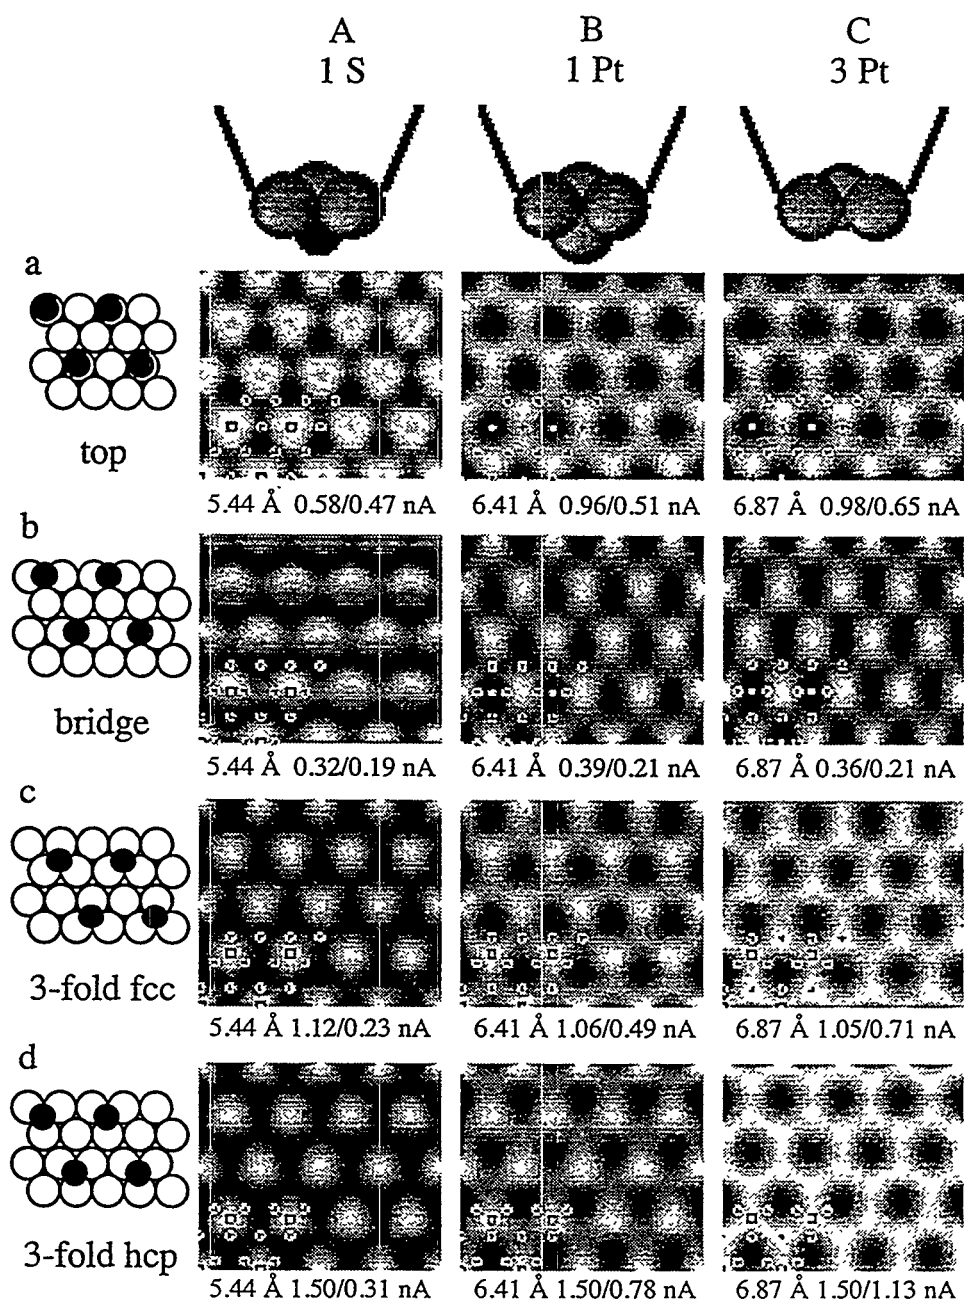 A B C
1 S 1 Pt 3 Pt
a
top
5.44 Å 0.58/0.47 nA 6.41 Å 0.96/0.51 nA 6.87 Å 0.98/0.65 nA
b
bridge
5.44 Å 0.32/0.19 nA 6.41 Å 0.39/0.21 nA 6.87 Å 0.36/0.21 nA
c
3-fold fcc
5.44 Å 1.12/0.23 nA 6.41 Å 1.06/0.49 nA 6.87 Å 1.05/0.71 nA
d
3-fold hcp
5.44 Å 1.50/0.31 nA 6.41 Å 1.50/0.78 nA 6.87 Å 1.50/1.13 nA